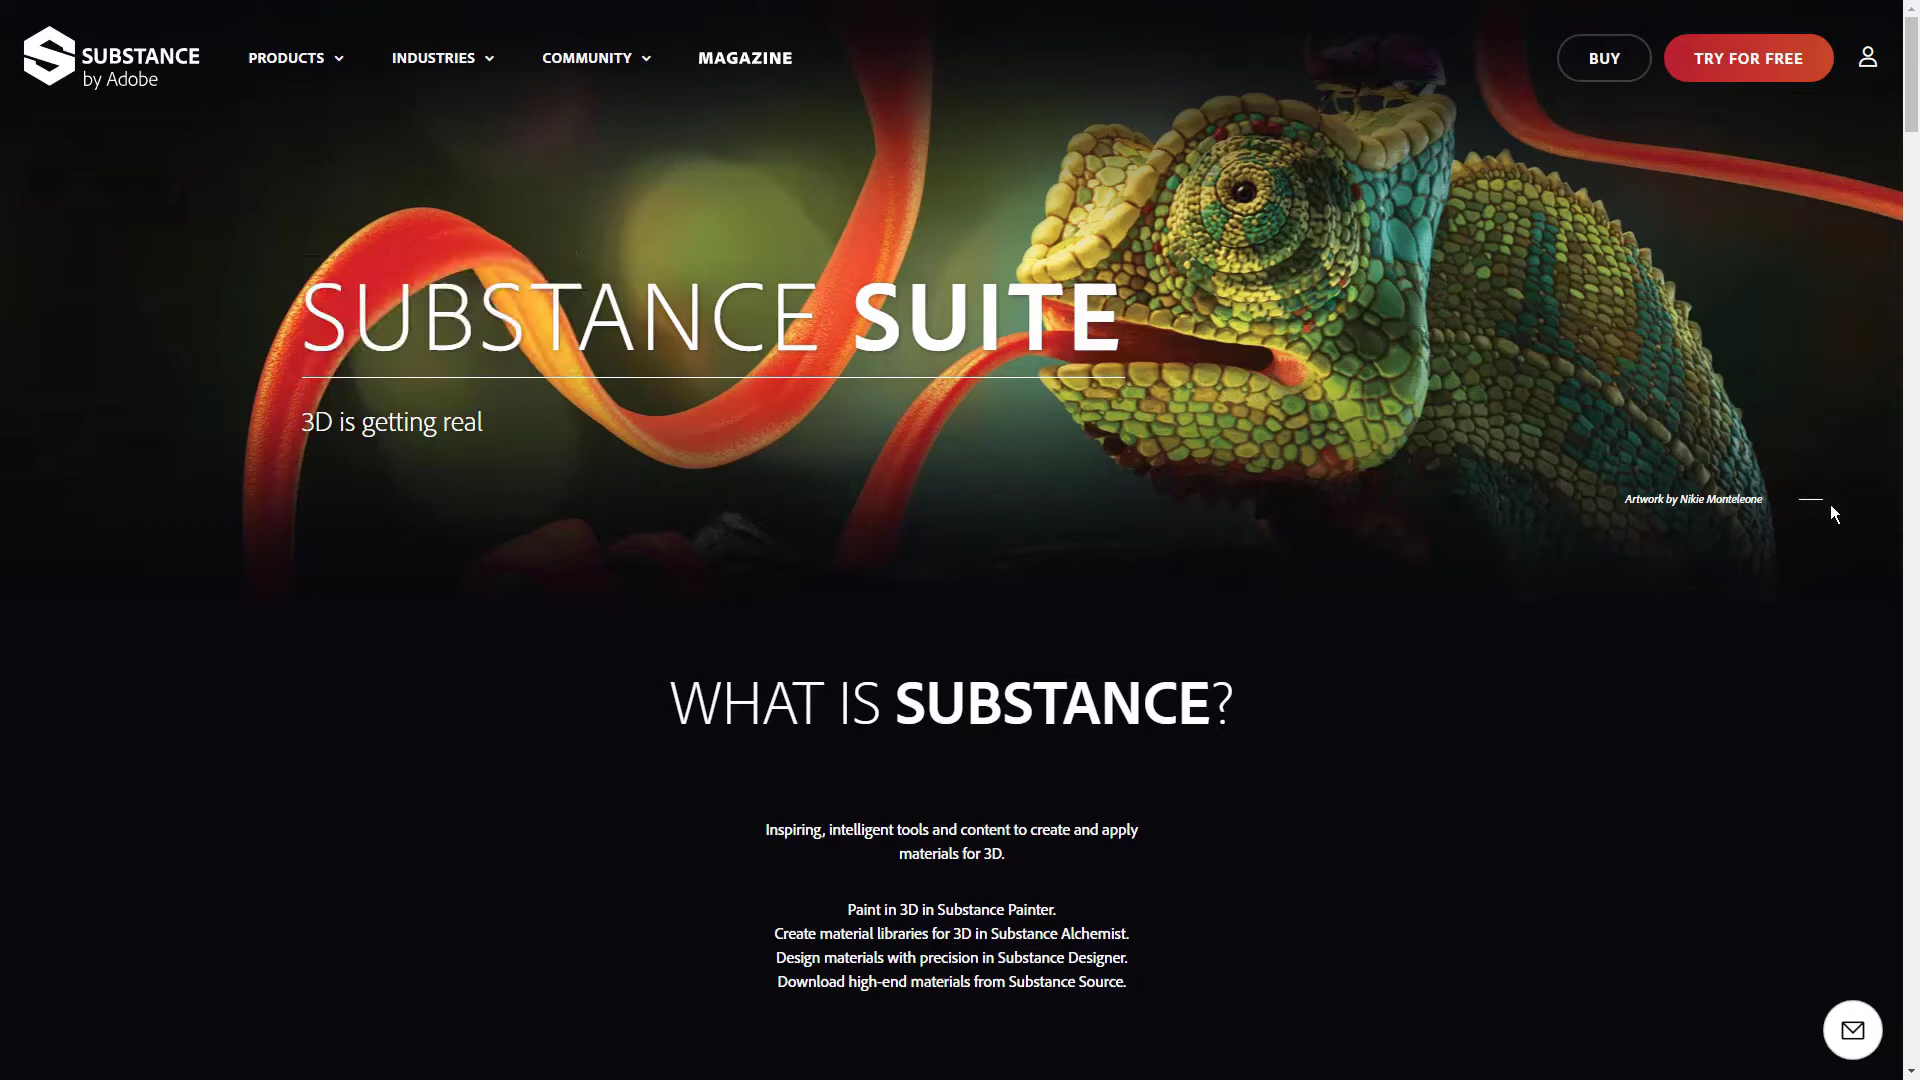 SUBSTANCE
by Adobe
PRODUCTS
INDUSTRIES
COMMUNITY
MAGAZINE
BUY
TRY FOR FREE
SUBSTANCE SUITE
3D is getting real
Artwork by Nikie Monteleone
WHAT IS SUBSTANCE?
Inspiring, intelligent tools and content to create and apply
materials for 3D.
Paint in 3D in Substance Painter.
Create material libraries for 3D in Substance Alchemist.
Design materials with precision in Substance Designer.
Download high-end materials from Substance Source.